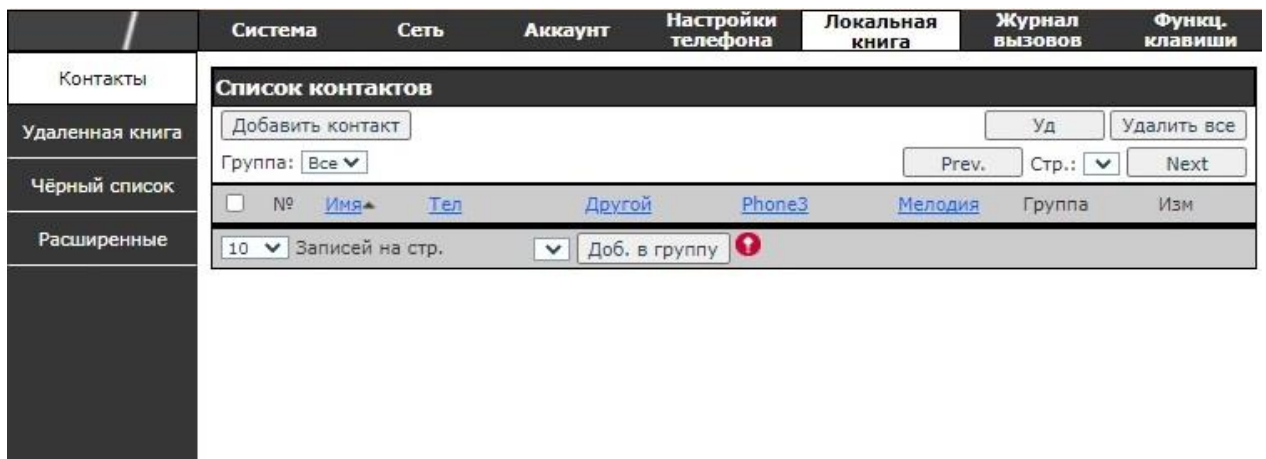 Система Сеть Аккаунт Настройки телефона Локальная книга Журнал вызовов Функц. клавиши
Контакты
Удаленная книга
Чёрный список
Расширенные
Список контактов
Добавить контакт Уд Удалить все
Группа: Все Prev. Стр.: Next
№ Имя Тел Другой Phone3 Мелодия Группа Изм
10 Записей на стр. Доб. в группу